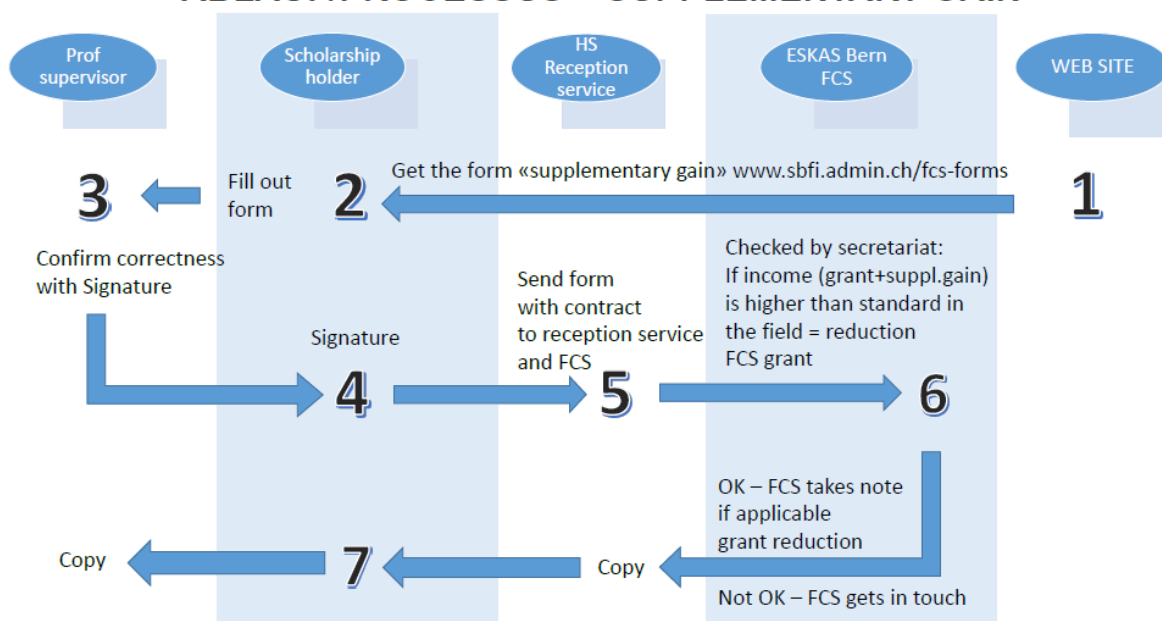 Prof
supervisor
Scholarship
holder
HS
Reception
service
ESKAS Bern
FCS
WEB SITE
Get the form «supplementary gain» www.sbfi.admin.ch/fcs-forms
3
Fill out
form
2
1
Confirm correctness
with Signature
Checked by secretariat:
If income (grant+suppl.gain)
is higher than standard in
the field = reduction
FCS grant
Send form
with contract
to reception service
and FCS
Signature
4
5
6
OK – FCS takes note
if applicable
grant reduction
Copy
7
Copy
Not OK – FCS gets in touch